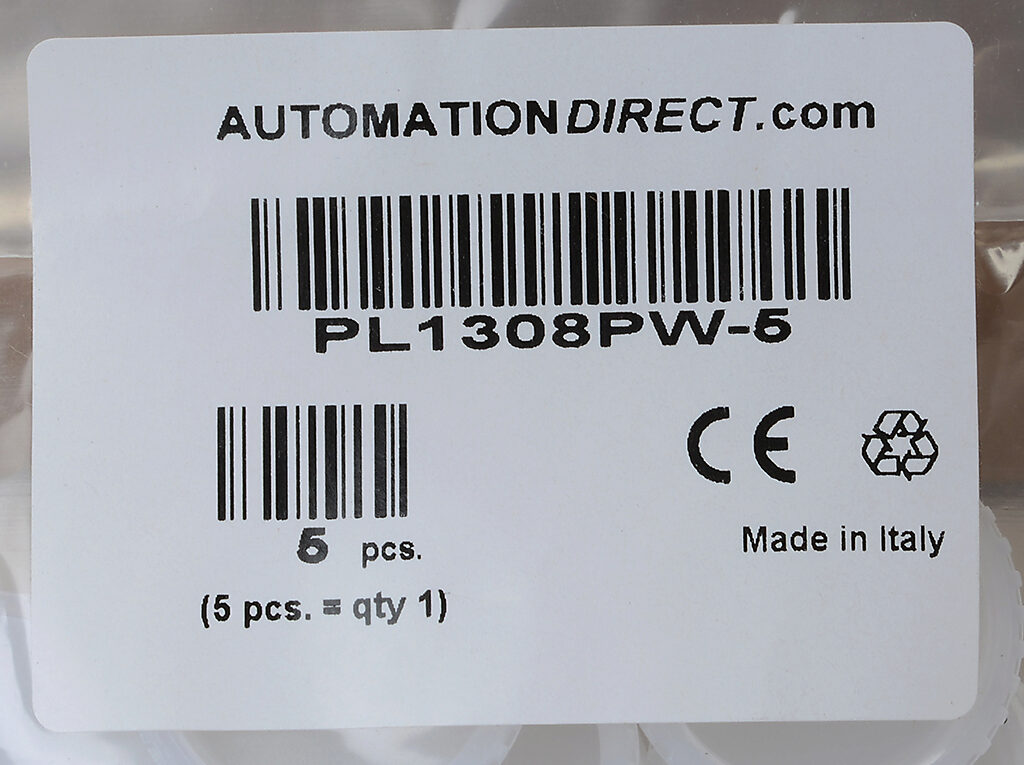 AUTOMATIONDIRECT.com
PL1308PW-5
CE
5 pcs.
Made in Italy
(5 pcs. = qty 1)